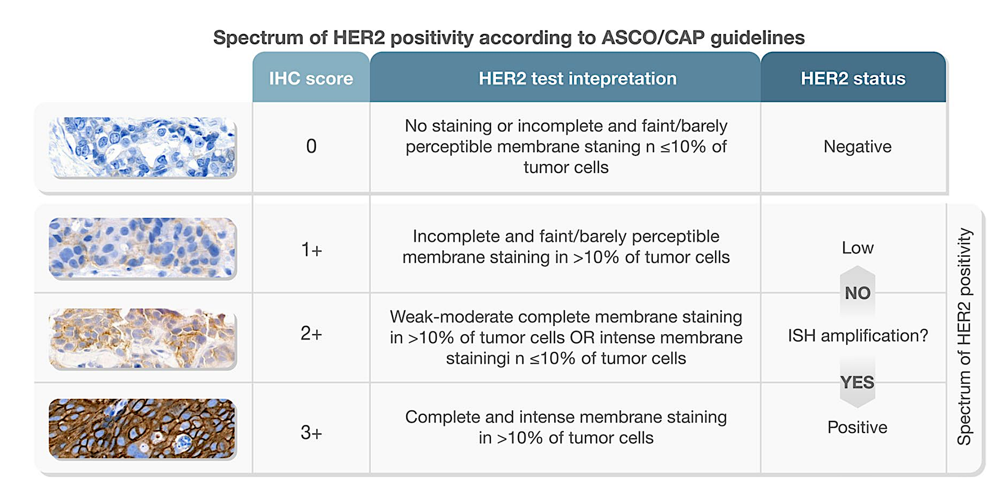 Spectrum of HER2 positivity according to ASCO/CAP guidelines
IHC score
HER2 test intepretation
HER2 status
0
No staining or incomplete and faint/barely
perceptible membrane staning n ≤10% of
tumor cells
Negative
1+
Incomplete and faint/barely perceptible
membrane staining in >10% of tumor cells
Low
NO
2+
Weak-moderate complete membrane staining
in >10% of tumor cells OR intense membrane
stainingi n ≤10% of tumor cells
ISH amplification?
YES
3+
Complete and intense membrane staining
in >10% of tumor cells
Positive
Spectrum of HER2 positivity